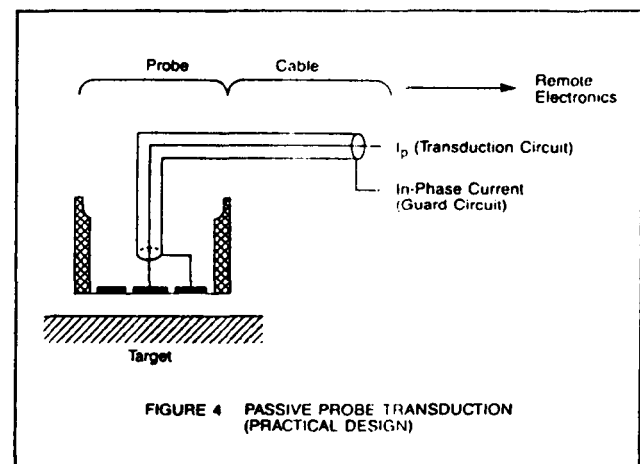 Probe
Cable
Remote
Electronics
Ip (Transduction Circuit)
In-Phase Current
(Guard Circuit)
Target
FIGURE 4 PASSIVE PROBE TRANSDUCTION
(PRACTICAL DESIGN)